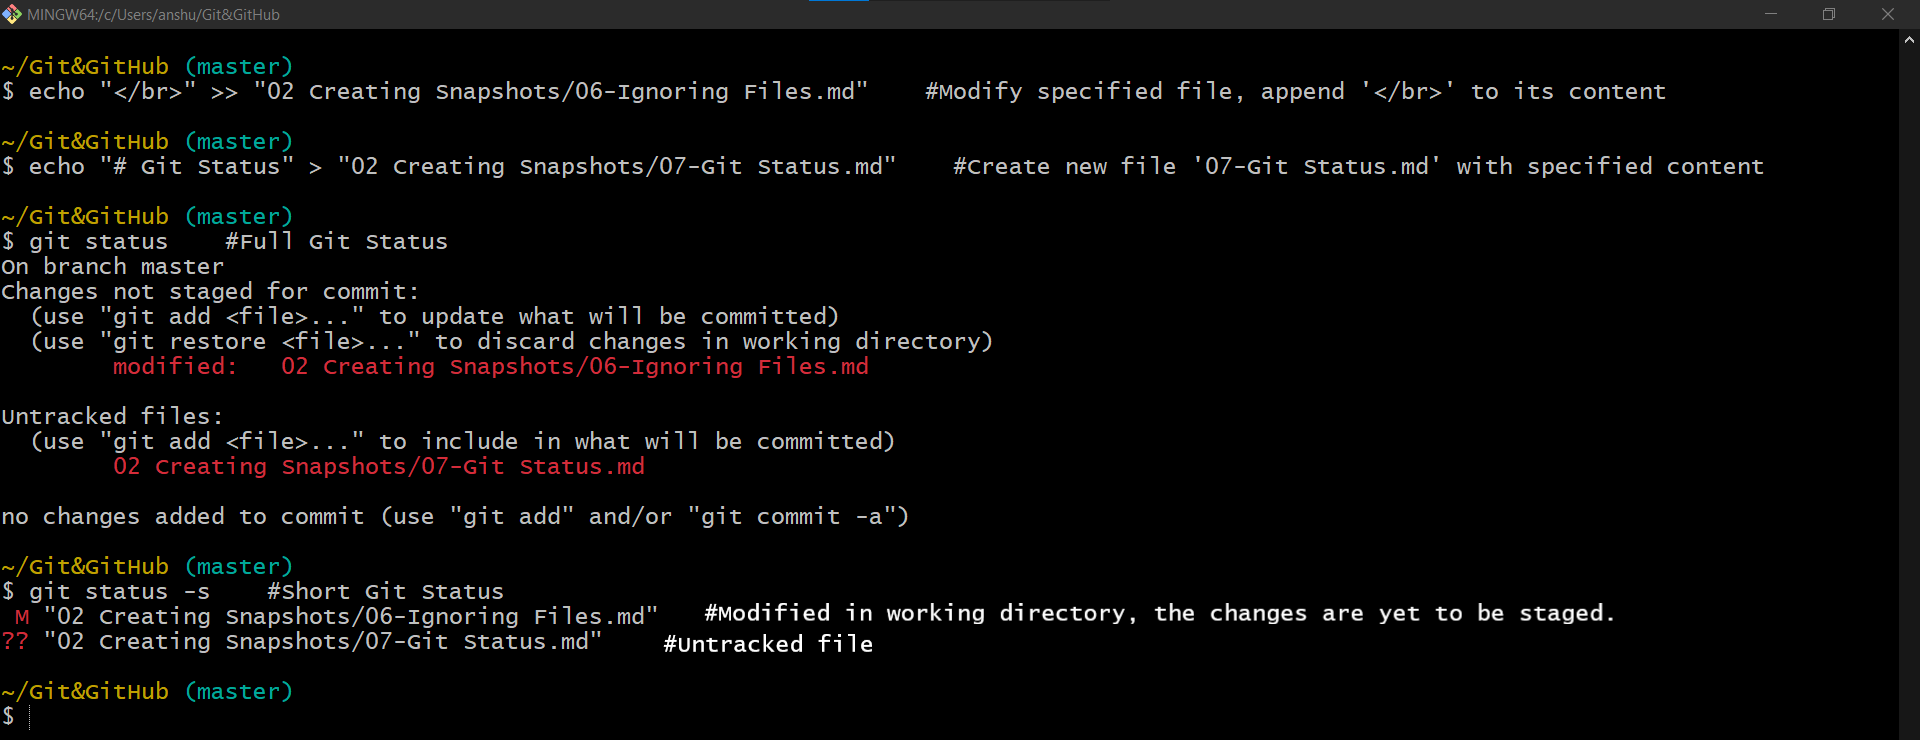 MINGW64:/c/Users/anshu/Git&GitHub
~/Git&GitHub (master)
$ echo "</br>" >> "02 Creating Snapshots/06-Ignoring Files.md"    #Modify specified file, append '</br>' to its content
~/Git&GitHub (master)
$ echo "# Git Status" > "02 Creating Snapshots/07-Git Status.md"    #Create new file '07-Git Status.md' with specified content
~/Git&GitHub (master)
$ git status    #Full Git Status
On branch master
Changes not staged for commit:
  (use "git add <file>..." to update what will be committed)
  (use "git restore <file>..." to discard changes in working directory)
        modified:   02 Creating Snapshots/06-Ignoring Files.md
Untracked files:
  (use "git add <file>..." to include in what will be committed)
        02 Creating Snapshots/07-Git Status.md
no changes added to commit (use "git add" and/or "git commit -a")
~/Git&GitHub (master)
$ git status -s    #Short Git Status
 M "02 Creating Snapshots/06-Ignoring Files.md"    #Modified in working directory, the changes are yet to be staged.
?? "02 Creating Snapshots/07-Git Status.md"    #Untracked file
~/Git&GitHub (master)
$